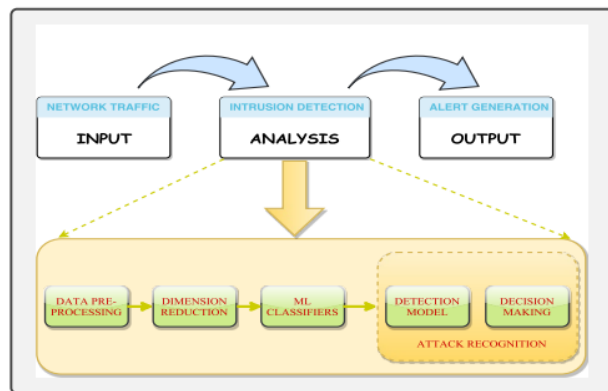 NETWORK TRAFFIC
INPUT
INTRUSION DETECTION
ANALYSIS
ALERT GENERATION
OUTPUT
DATA PRE-
PROCESSING
DIMENSION
REDUCTION
ML
CLASSIFIERS
DETECTION
MODEL
DECISION
MAKING
ATTACK RECOGNITION